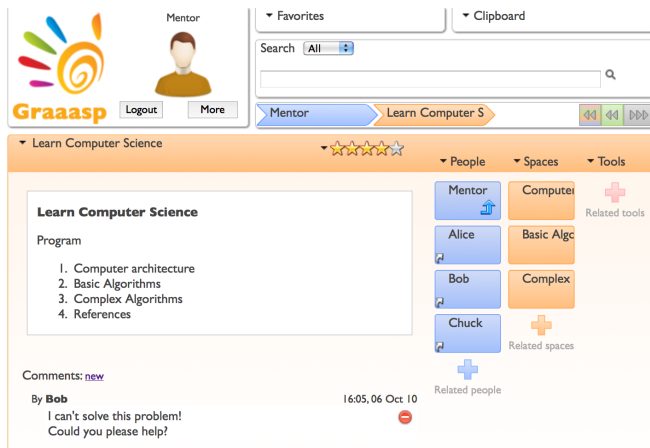 Mentor
Graaasp
Logout
More
Favorites
Clipboard
Search All
Mentor
Learn Computer S
Learn Computer Science
People
Spaces
Tools
Learn Computer Science
Program
1. Computer architecture
2. Basic Algorithms
3. Complex Algorithms
4. References
Mentor
Alice
Bob
Chuck
Related people
Computer
Basic Algc
Complex
Related spaces
Related tools
Comments: new
By Bob
16:05, 06 Oct 10
I can't solve this problem!
Could you please help?